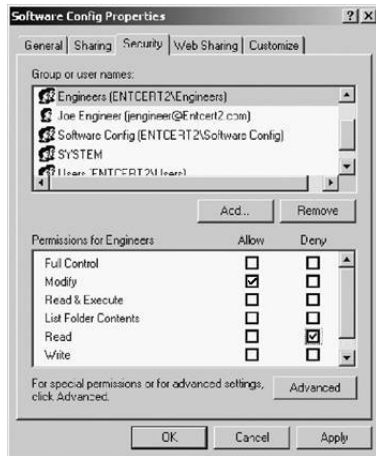 Software Config Properties
General Sharing Security Web Sharing Customize
Group or user names:
Engineers (ENTCERT2\Engineers)
Joe Engineer (jengineer@Entcert2.com)
Software Config (ENTCERT2\Software Config)
SYSTEM
Users (ENTCERT2\Users)
Add... Remove
Permissions for Engineers Allow Deny
Full Control
Modify
Read & Execute
List Folder Contents
Read
Write
For special permissions or for advanced settings, Advanced
click Advanced.
OK Cancel Apply